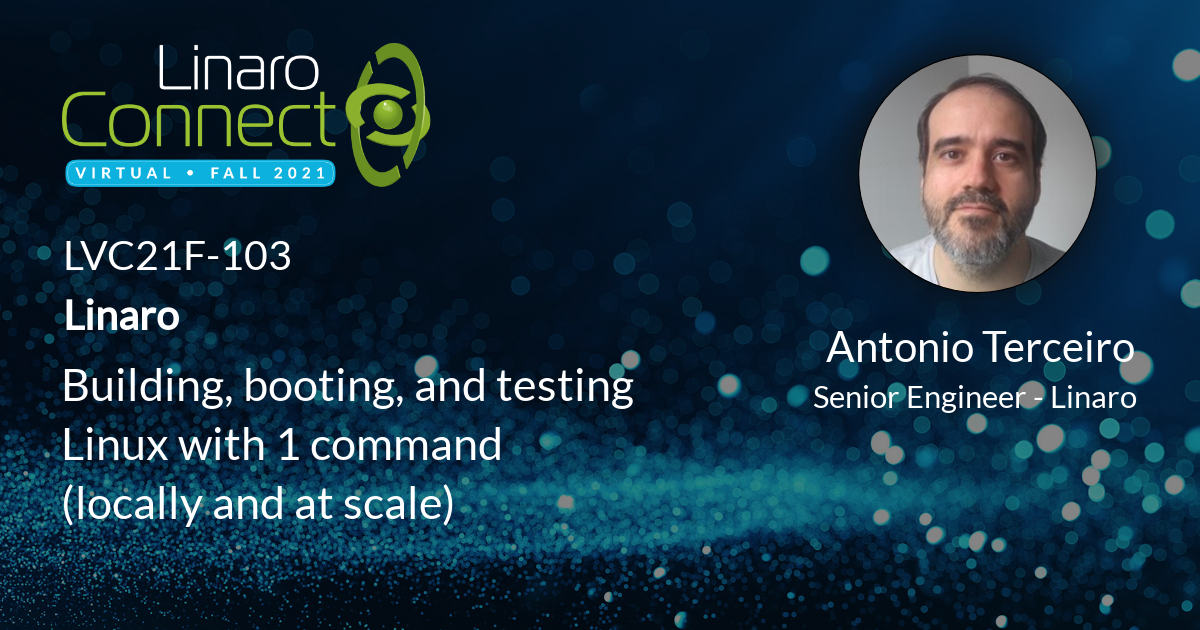 Linaro
Connect
VIRTUAL • FALL 2021
LVC21F-103
Linaro
Building, booting, and testing
Linux with 1 command
(locally and at scale)
Antonio Terceiro
Senior Engineer - Linaro